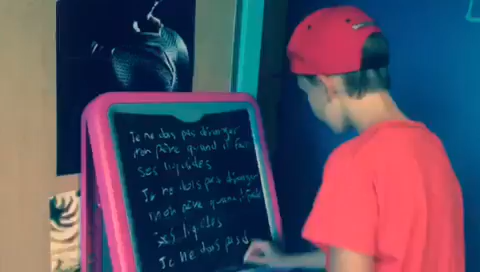 Je ne dois pas déranger
mon père quand il fait
ses liquides
Je ne dois pas déranger
mon père quand il fait
ses liquides
Je ne dois pas d